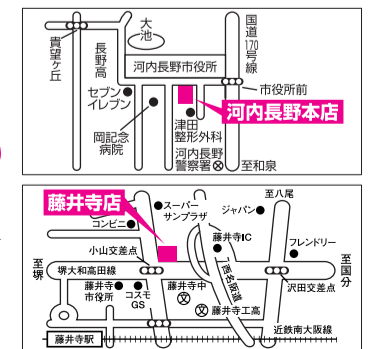 大池
国道170号線
貴望ヶ丘
長野高
河内長野市役所
市役所前
セブン
イレブン
河内長野本店
津田
整形外科
岡記念
病院
河内長野
警察署
至和泉
藤井寺店
スーパー
サンプラザ
至八尾
ジャパン
コンビニ
藤井寺IC
小山交差点
フレンドリー
至堺
堺大和高田線
至国分
西名阪道
沢田交差点
藤井寺
市役所
コスモ
GS
藤井寺中
文
文
藤井寺工高
近鉄南大阪線
藤井寺駅